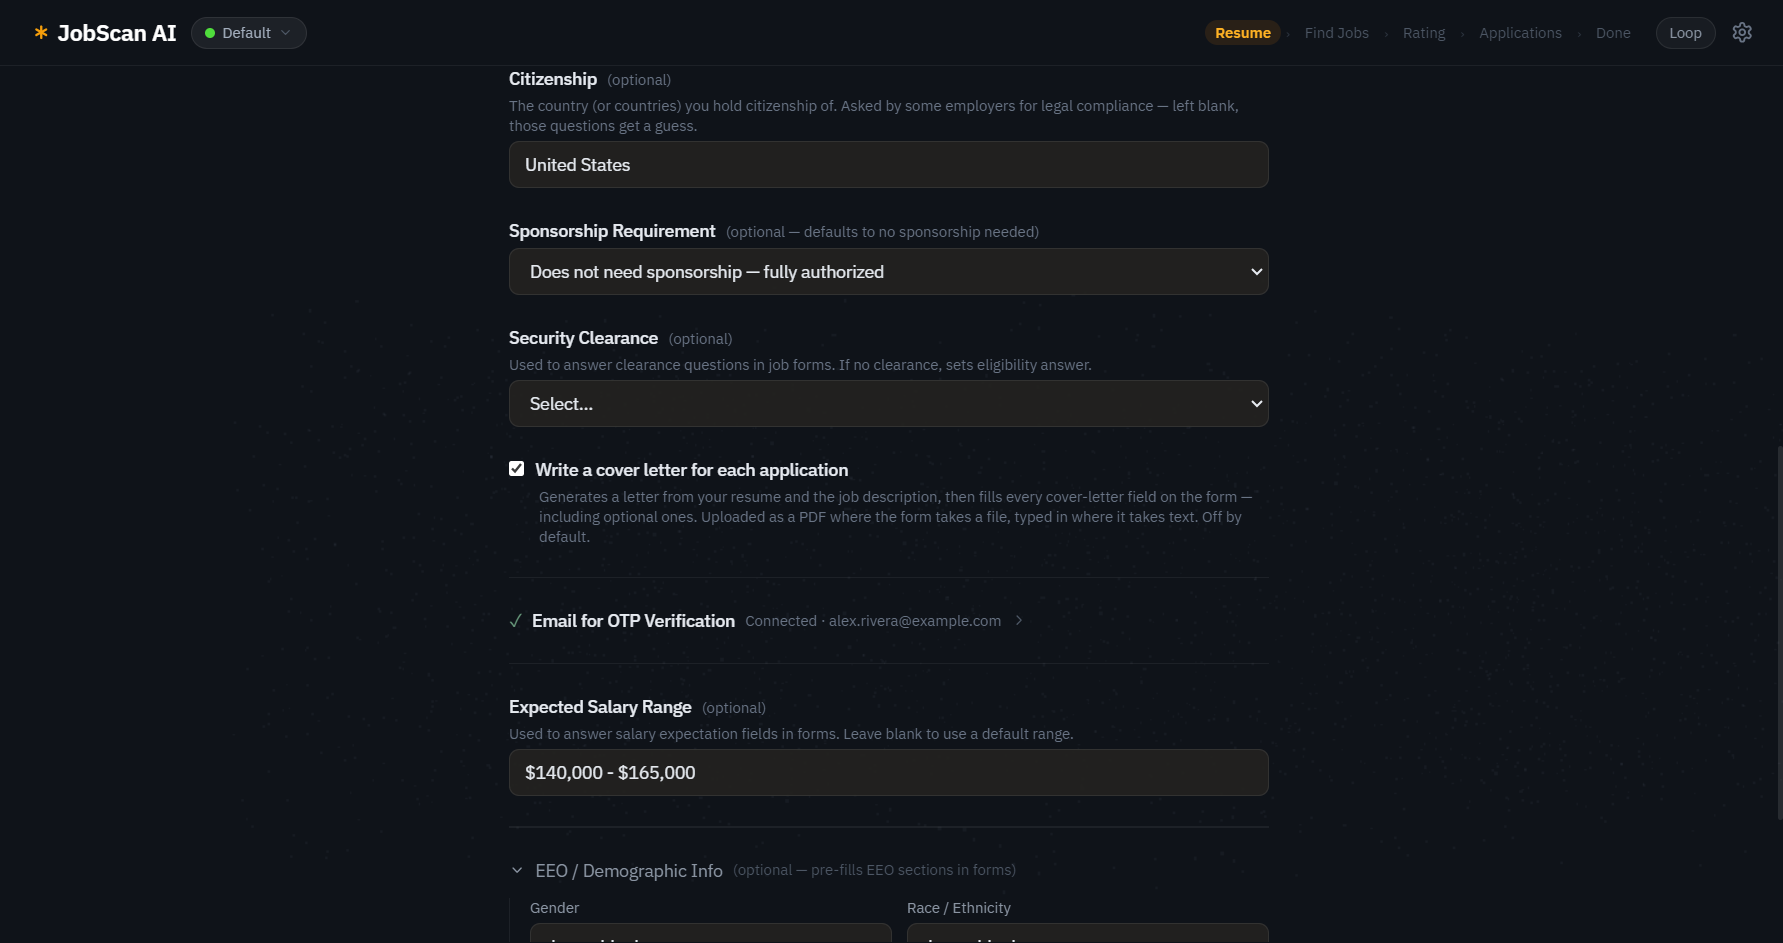 JobScan AI
Default
Resume › Find Jobs › Rating › Applications › Done
Loop
Citizenship (optional)
The country (or countries) you hold citizenship of. Asked by some employers for legal compliance — left blank,
those questions get a guess.
United States
Sponsorship Requirement (optional — defaults to no sponsorship needed)
Does not need sponsorship — fully authorized
Security Clearance (optional)
Used to answer clearance questions in job forms. If no clearance, sets eligibility answer.
Select...
Write a cover letter for each application
Generates a letter from your resume and the job description, then fills every cover-letter field on the form —
including optional ones. Uploaded as a PDF where the form takes a file, typed in where it takes text. Off by
default.
Email for OTP Verification Connected · alex.rivera@example.com
Expected Salary Range (optional)
Used to answer salary expectation fields in forms. Leave blank to use a default range.
$140,000 - $165,000
EEO / Demographic Info (optional — pre-fills EEO sections in forms)
Gender
Race / Ethnicity